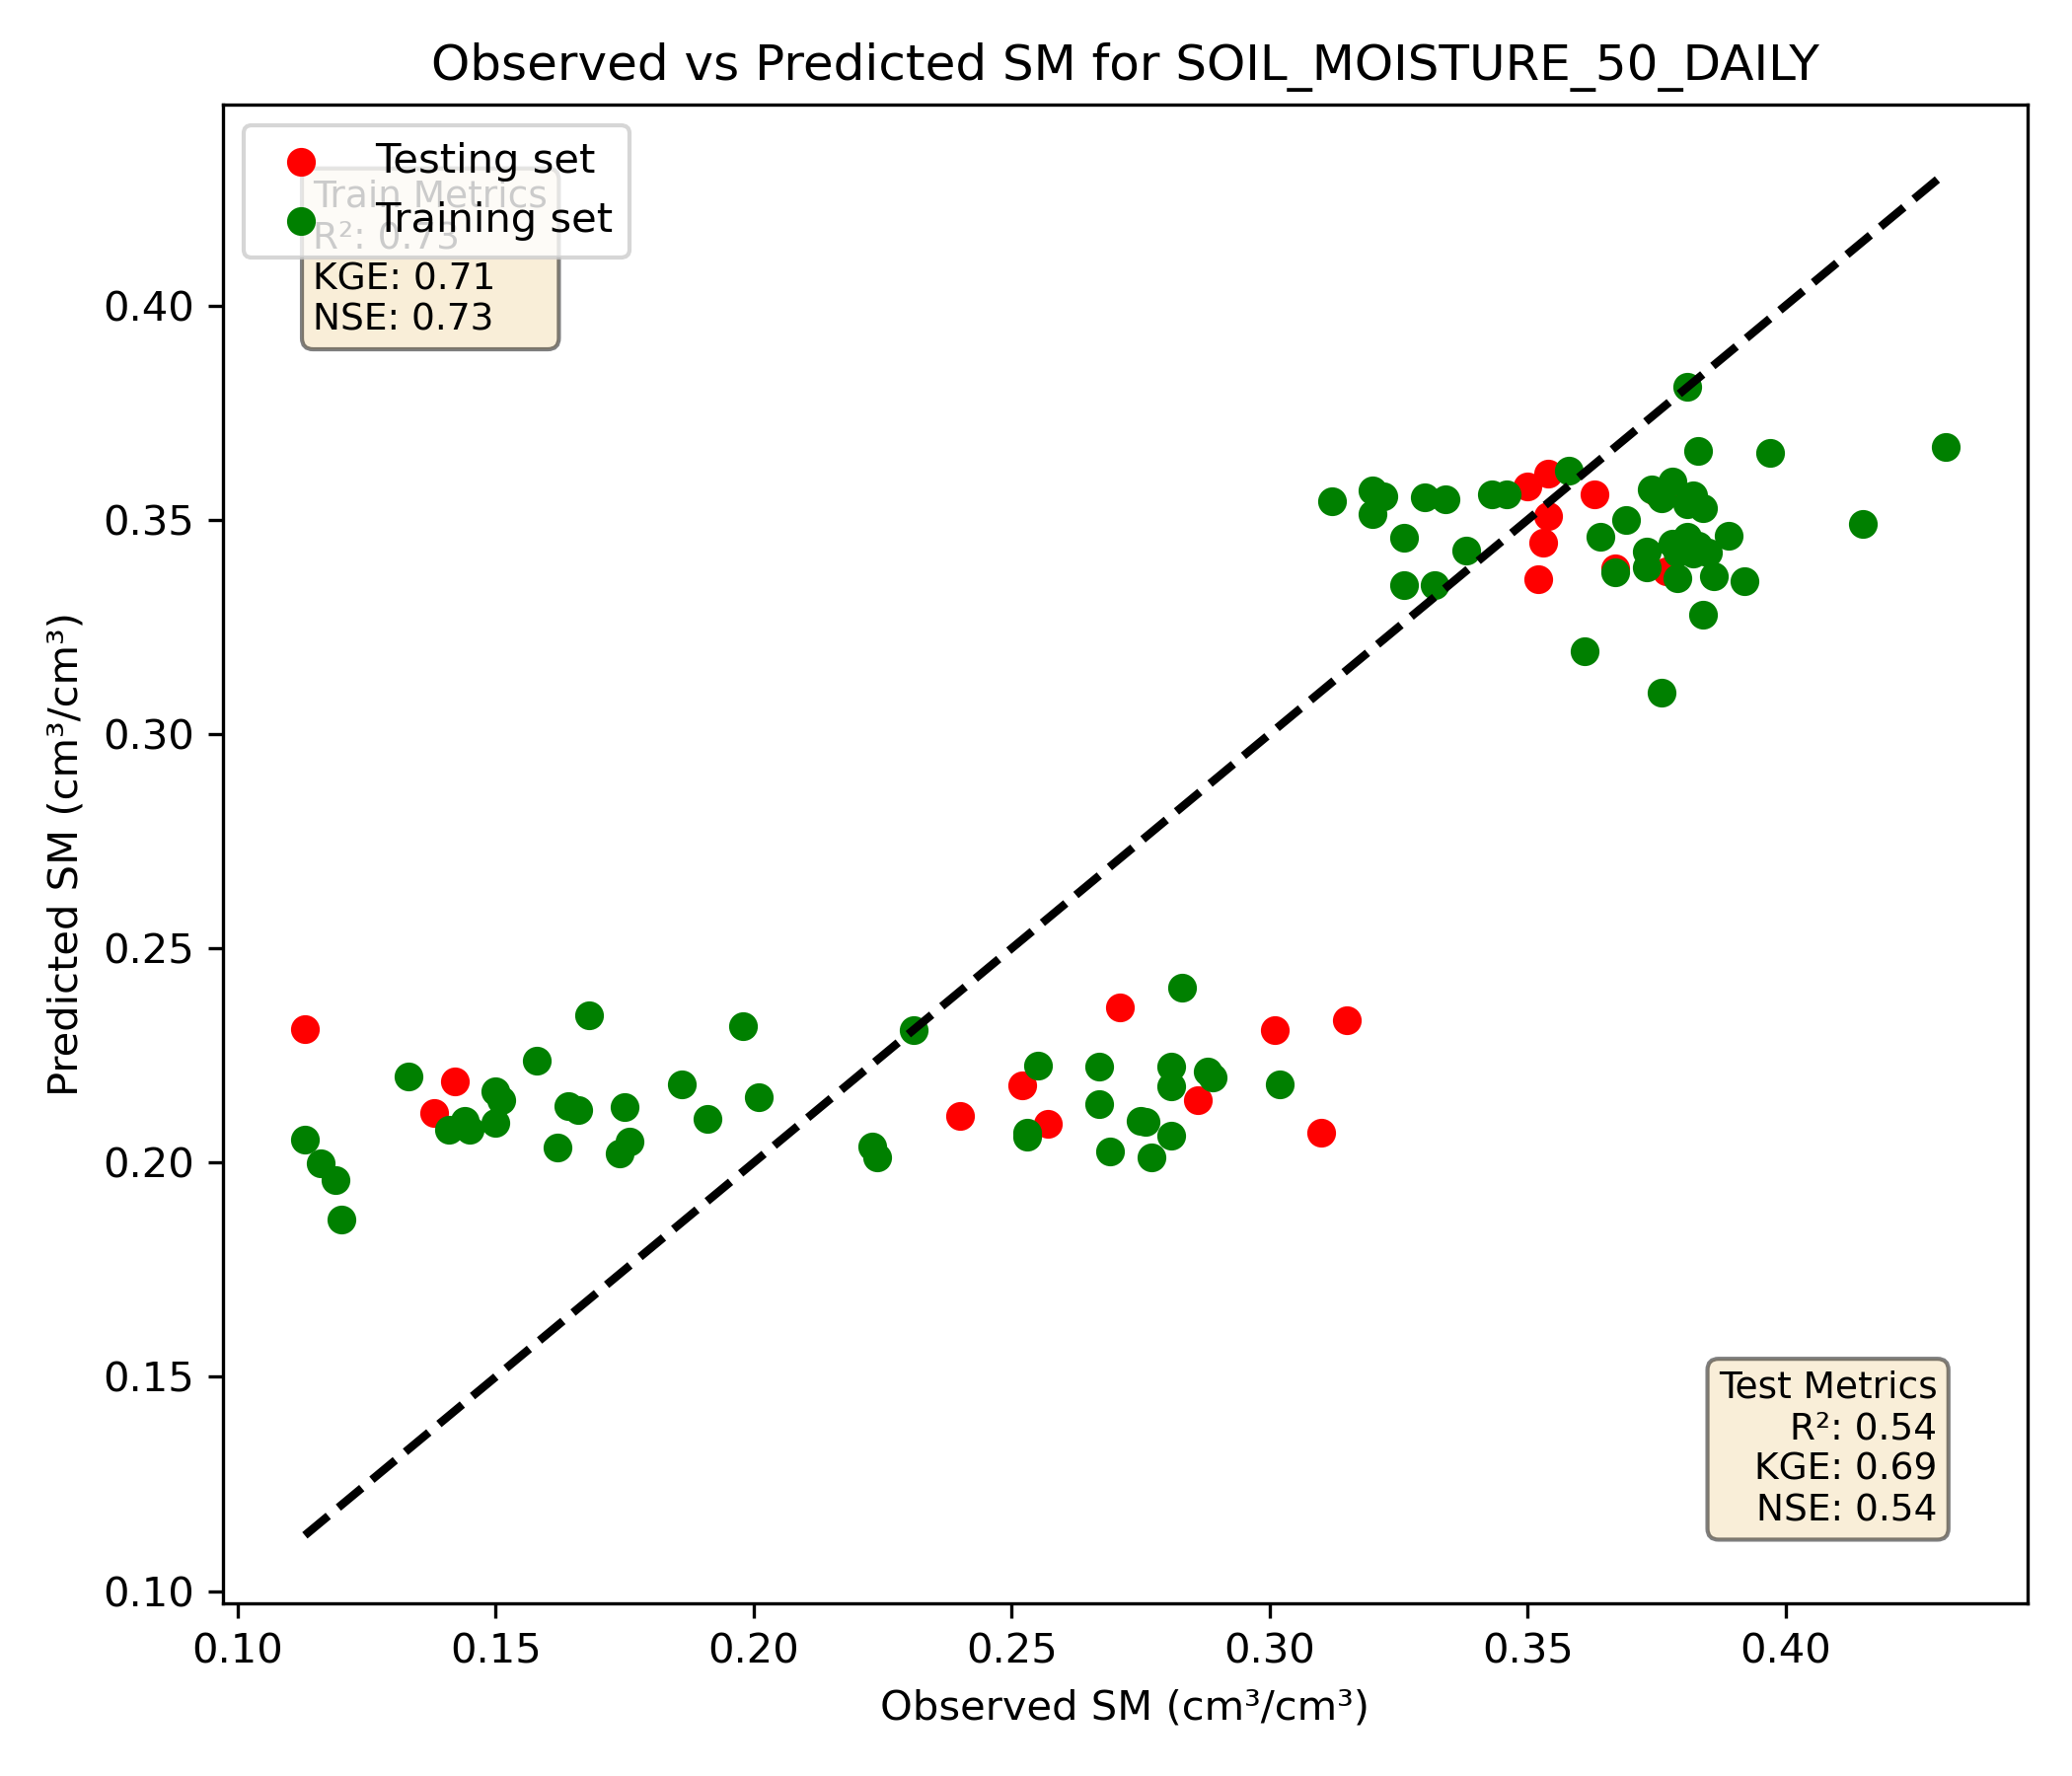 Observed vs Predicted SM for SOIL_MOISTURE_50_DAILY
Testing set
Training set
Train Metrics
R²: 0.73
KGE: 0.71
NSE: 0.73
0.40
0.35
0.30
0.25
0.20
0.15
0.10
Predicted SM (cm³/cm³)
Test Metrics
R²: 0.54
KGE: 0.69
NSE: 0.54
0.10 0.15 0.20 0.25 0.30 0.35 0.40
Observed SM (cm³/cm³)